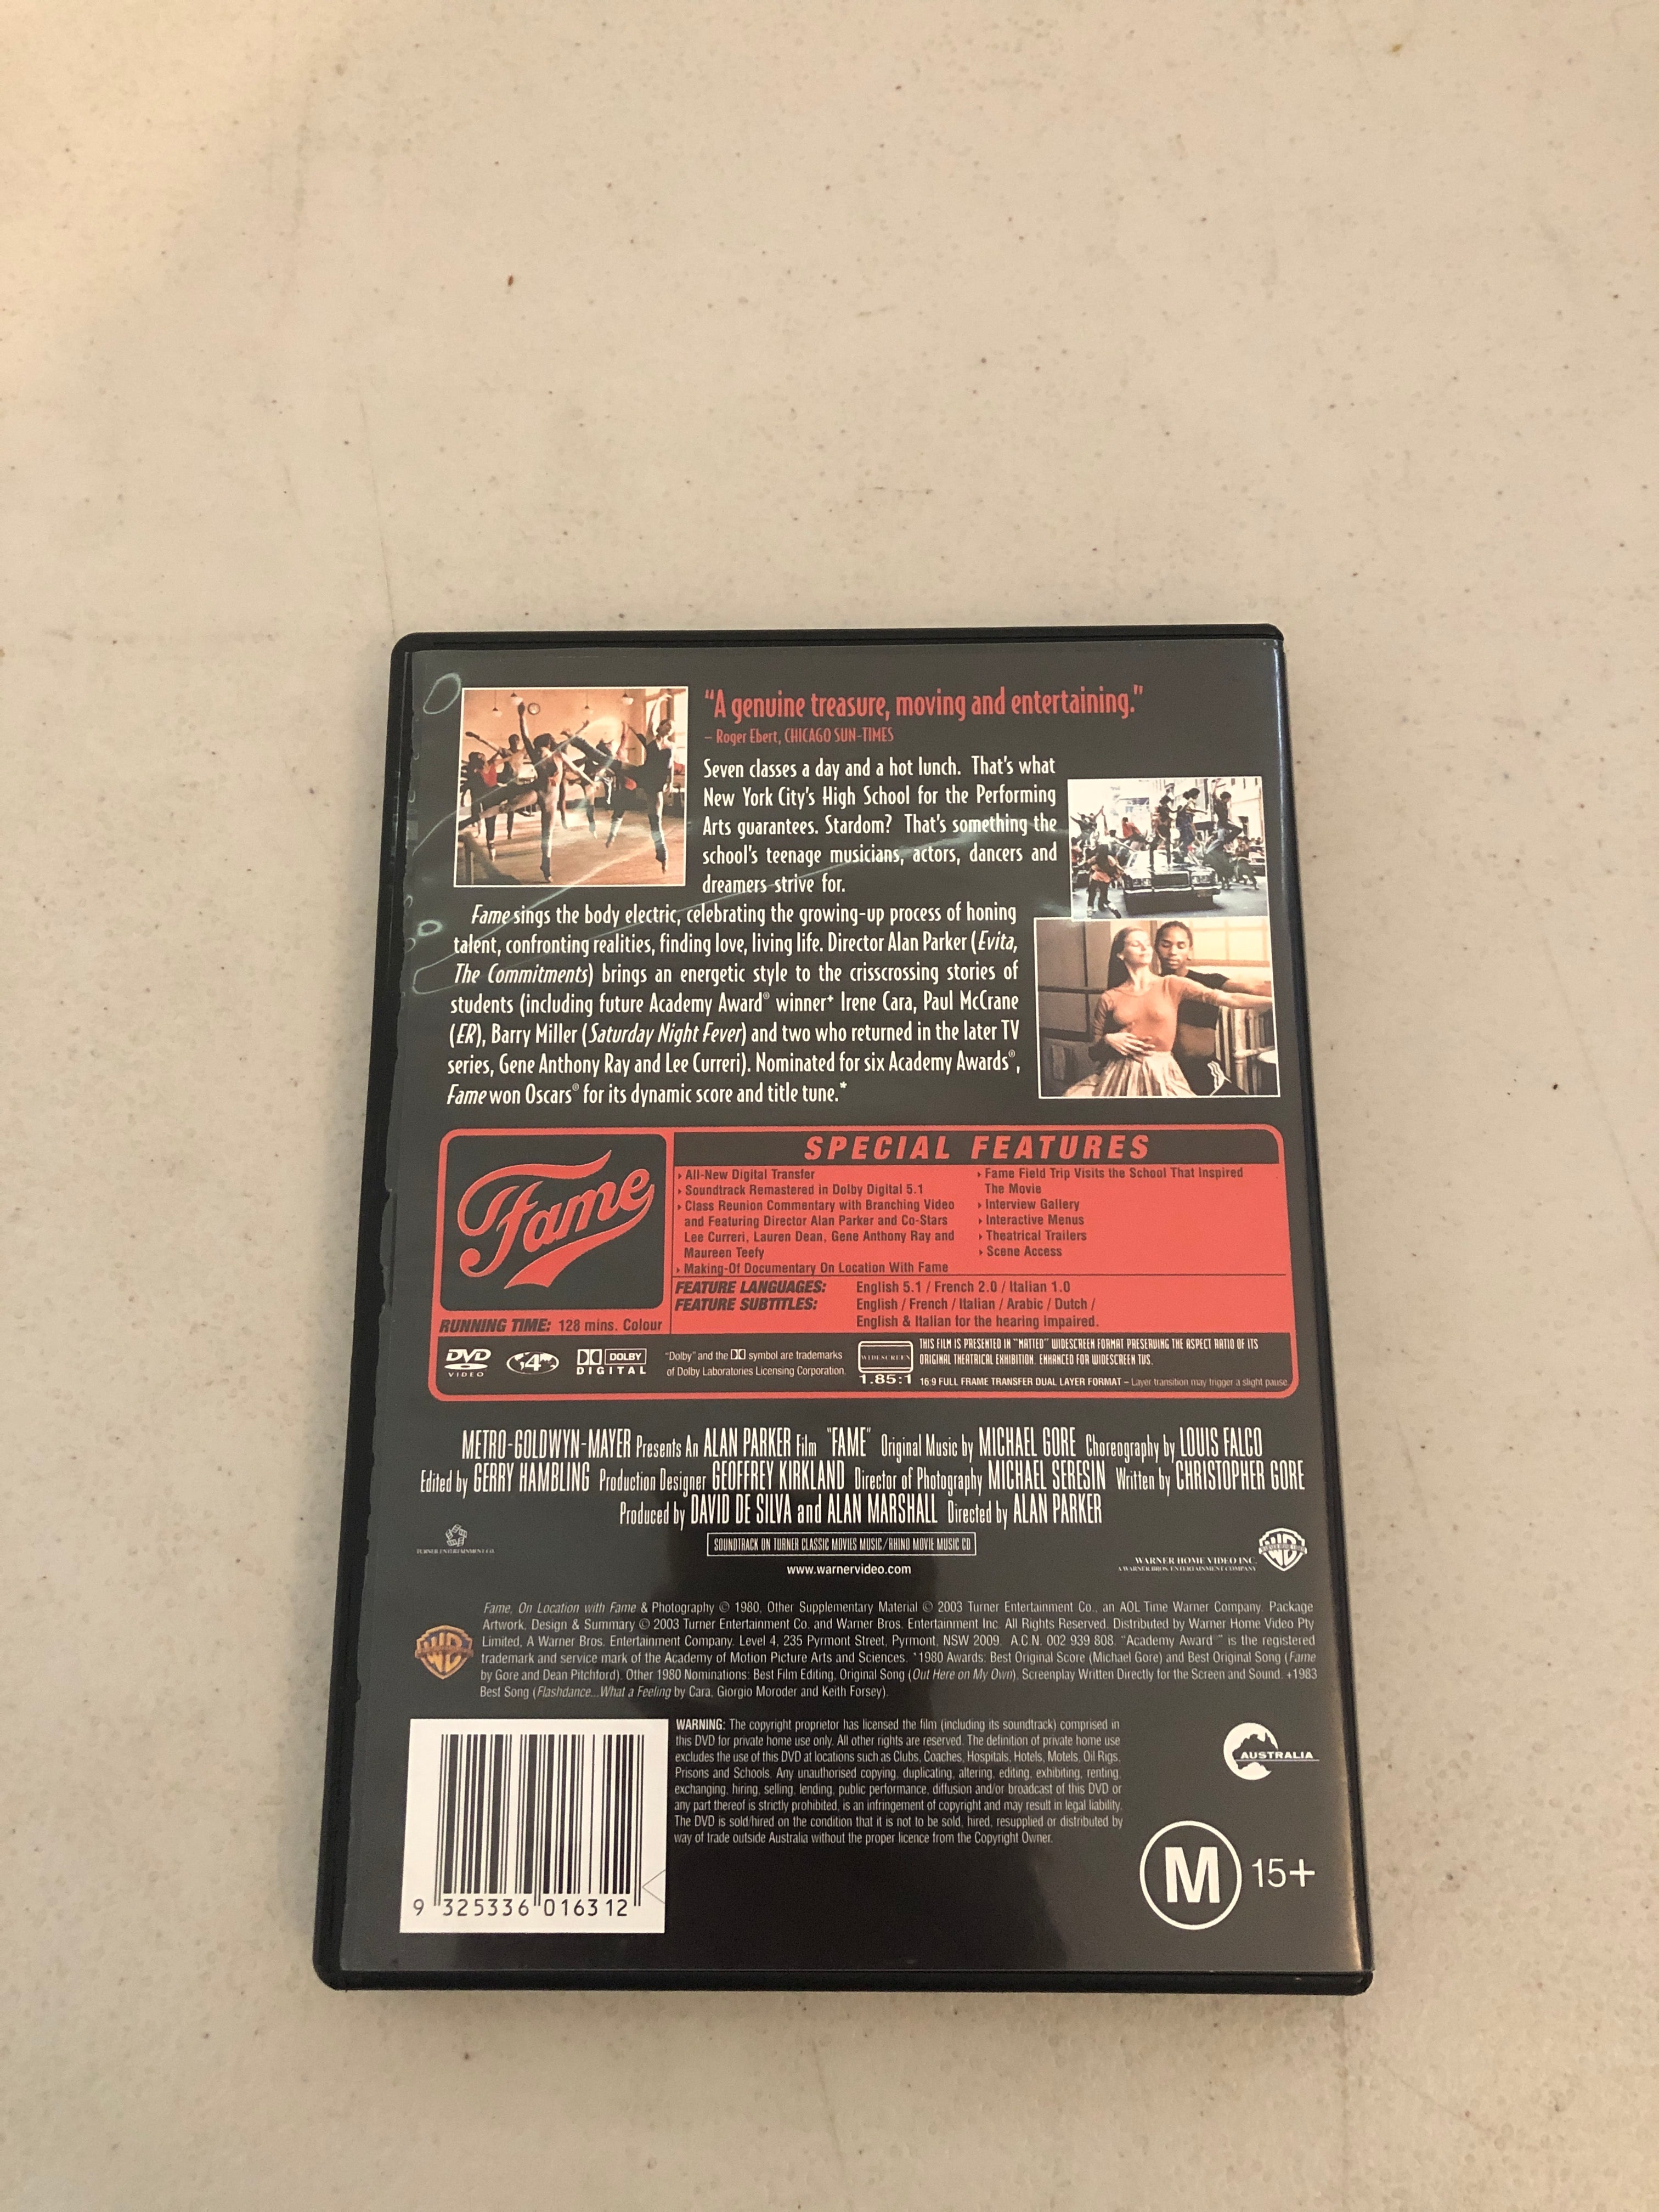 “A genuine treasure, moving and entertaining.”
– Roger Ebert, CHICAGO SUN-TIMES
Seven classes a day and a hot lunch. That's what
New York City's High School for the Performing
Arts guarantees. Stardom? That's something the
school's teenage musicians, actors, dancers and
dreamers strive for.
Fame sings the body electric, celebrating the growing-up process of honing
talent, confronting realities, finding love, living life. Director Alan Parker (Evita,
The Commitments) brings an energetic style to the crisscrossing stories of
students (including future Academy Award® winner+ Irene Cara, Paul McCrane
(ER), Barry Miller (Saturday Night Fever) and two who returned in the later TV
series, Gene Anthony Ray and Lee Curreri). Nominated for six Academy Awards®,
Fame won Oscars® for its dynamic score and title tune.*
Fame
SPECIAL FEATURES
› All-New Digital Transfer
› Soundtrack Remastered in Dolby Digital 5.1
› Class Reunion Commentary with Branching Video
and Featuring Director Alan Parker and Co-Stars
Lee Curreri, Lauren Dean, Gene Anthony Ray and
Maureen Teefy
› Making-Of Documentary On Location With Fame
› Fame Field Trip Visits the School That Inspired
The Movie
› Interview Gallery
› Interactive Menus
› Theatrical Trailers
› Scene Access
FEATURE LANGUAGES: English 5.1 / French 2.0 / Italian 1.0
FEATURE SUBTITLES: English / French / Italian / Arabic / Dutch /
English & Italian for the hearing impaired.
RUNNING TIME: 128 mins. Colour
DVD VIDEO
4
DOLBY DIGITAL
"Dolby" and the DD symbol are trademarks
of Dolby Laboratories Licensing Corporation.
WIDESCREEN
1.85:1
THIS FILM IS PRESENTED IN "MATTED" WIDESCREEN FORMAT PRESERVING THE ASPECT RATIO OF ITS
ORIGINAL THEATRICAL EXHIBITION. ENHANCED FOR WIDESCREEN TVS.
16:9 FULL FRAME TRANSFER DUAL LAYER FORMAT – Layer transition may trigger a slight pause.
METRO-GOLDWYN-MAYER Presents An ALAN PARKER Film "FAME" Original Music by MICHAEL GORE Choreography by LOUIS FALCO
Edited by GERRY HAMBLING Production Designer GEOFFREY KIRKLAND Director of Photography MICHAEL SERESIN Written by CHRISTOPHER GORE
Produced by DAVID DE SILVA and ALAN MARSHALL Directed by ALAN PARKER
TURNER ENTERTAINMENT CO.
SOUNDTRACK ON TURNER CLASSIC MOVIES MUSIC/RHINO MOVIE MUSIC CD
www.warnervideo.com
WARNER HOME VIDEO INC.
A WARNER BROS. ENTERTAINMENT COMPANY
Fame, On Location with Fame & Photography © 1980, Other Supplementary Material © 2003 Turner Entertainment Co., an AOL Time Warner Company. Package
Artwork, Design & Summary © 2003 Turner Entertainment Co. and Warner Bros. Entertainment Inc. All Rights Reserved. Distributed by Warner Home Video Pty
Limited, A Warner Bros. Entertainment Company. Level 4, 235 Pyrmont Street, Pyrmont, NSW 2009. A.C.N. 002 939 808. "Academy Award®" is the registered
trademark and service mark of the Academy of Motion Picture Arts and Sciences. *1980 Awards: Best Original Score (Michael Gore) and Best Original Song (Fame
by Gore and Dean Pitchford). Other 1980 Nominations: Best Film Editing, Original Song (Out Here on My Own), Screenplay Written Directly for the Screen and Sound. +1983
Best Song (Flashdance...What a Feeling by Cara, Giorgio Moroder and Keith Forsey).
WARNING: The copyright proprietor has licensed the film (including its soundtrack) comprised in
this DVD for private home use only. All other rights are reserved. The definition of private home use
excludes the use of this DVD at locations such as Clubs, Coaches, Hospitals, Hotels, Motels, Oil Rigs,
Prisons and Schools. Any unauthorised copying, duplicating, altering, editing, exhibiting, renting,
exchanging, hiring, selling, lending, public performance, diffusion and/or broadcast of this DVD or
any part thereof is strictly prohibited, is an infringement of copyright and may result in legal liability.
The DVD is sold/hired on the condition that it is not to be sold, hired, resupplied or distributed by
way of trade outside Australia without the proper licence from the Copyright Owner.
AUSTRALIA
M 15+
9 325336 016312